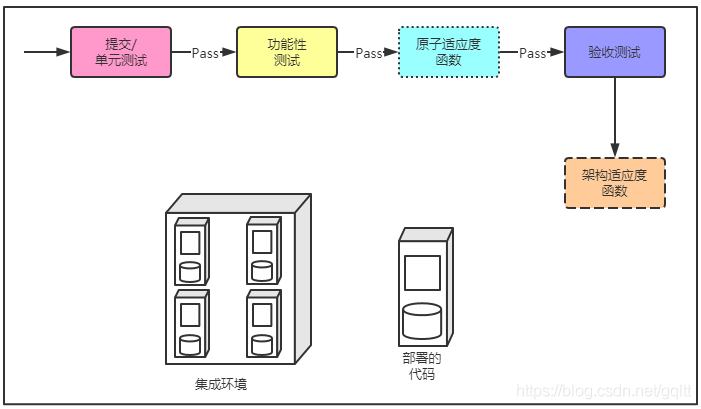 提交/
单元测试
Pass
功能性
测试
Pass
原子适应度
函数
Pass
验收测试
架构适应度
函数
集成环境
部署的
代码
https://blog.csdn.net/gqltt